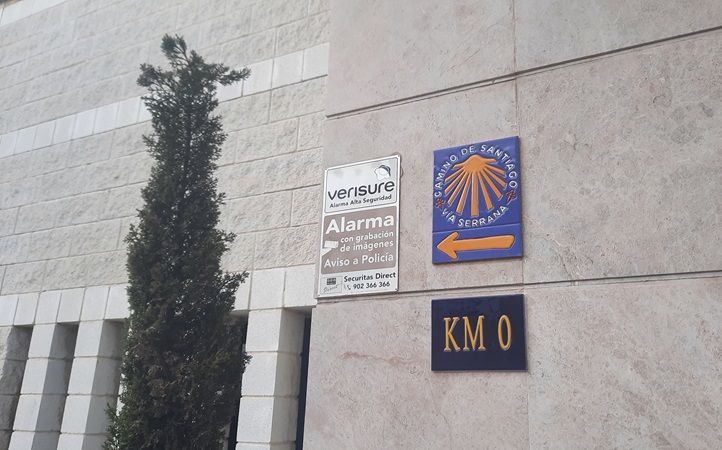 verisure
Alarma Alta Seguridad
Alarma
con grabación
de imágenes
Aviso a Policía
Securitas Direct
902 366 366
CAMINO DE SANTIAGO
VÍA SERRANA
KM 0